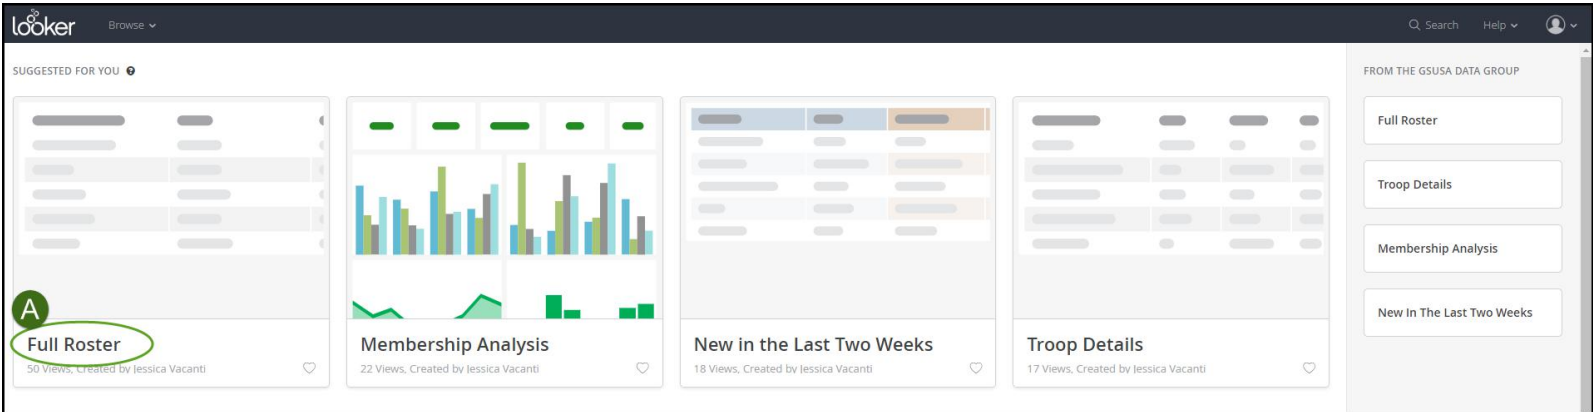 looker
Browse
Search
Help
SUGGESTED FOR YOU ?
FROM THE GSUSA DATA GROUP
A
Full Roster
50 Views, Created by Jessica Vacanti
Membership Analysis
22 Views, Created by Jessica Vacanti
New in the Last Two Weeks
18 Views, Created by Jessica Vacanti
Troop Details
17 Views, Created by Jessica Vacanti
Full Roster
Troop Details
Membership Analysis
New In The Last Two Weeks